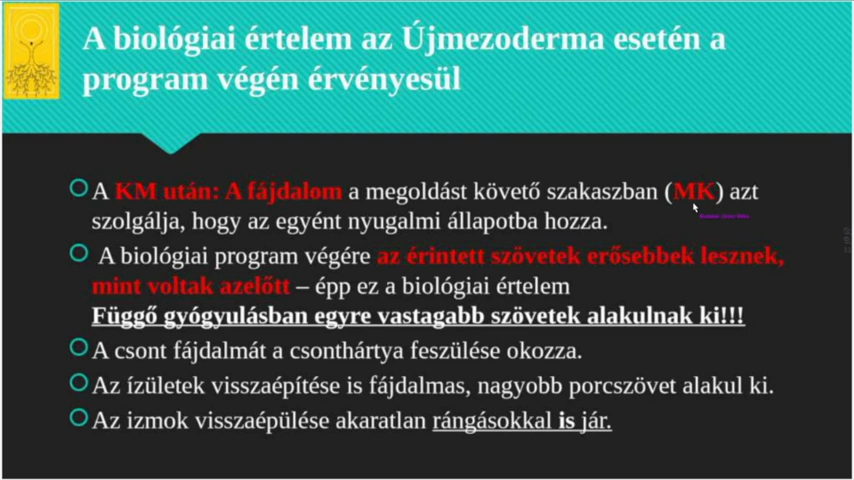 A biológiai értelem az Újmezoderma esetén a
program végén érvényesül
A KM után: A fájdalom a megoldást követő szakaszban (MK) azt
szolgálja, hogy az egyént nyugalmi állapotba hozza.
A biológiai program végére az érintett szövetek erősebbek lesznek,
mint voltak azelőtt – épp ez a biológiai értelem
Függő gyógyulásban egyre vastagabb szövetek alakulnak ki!!!
A csont fájdalmát a csonthártya feszülése okozza.
Az ízületek visszaépítése is fájdalmas, nagyobb porcszövet alakul ki.
Az izmok visszaépülése akaratlan rángásokkal is jár.